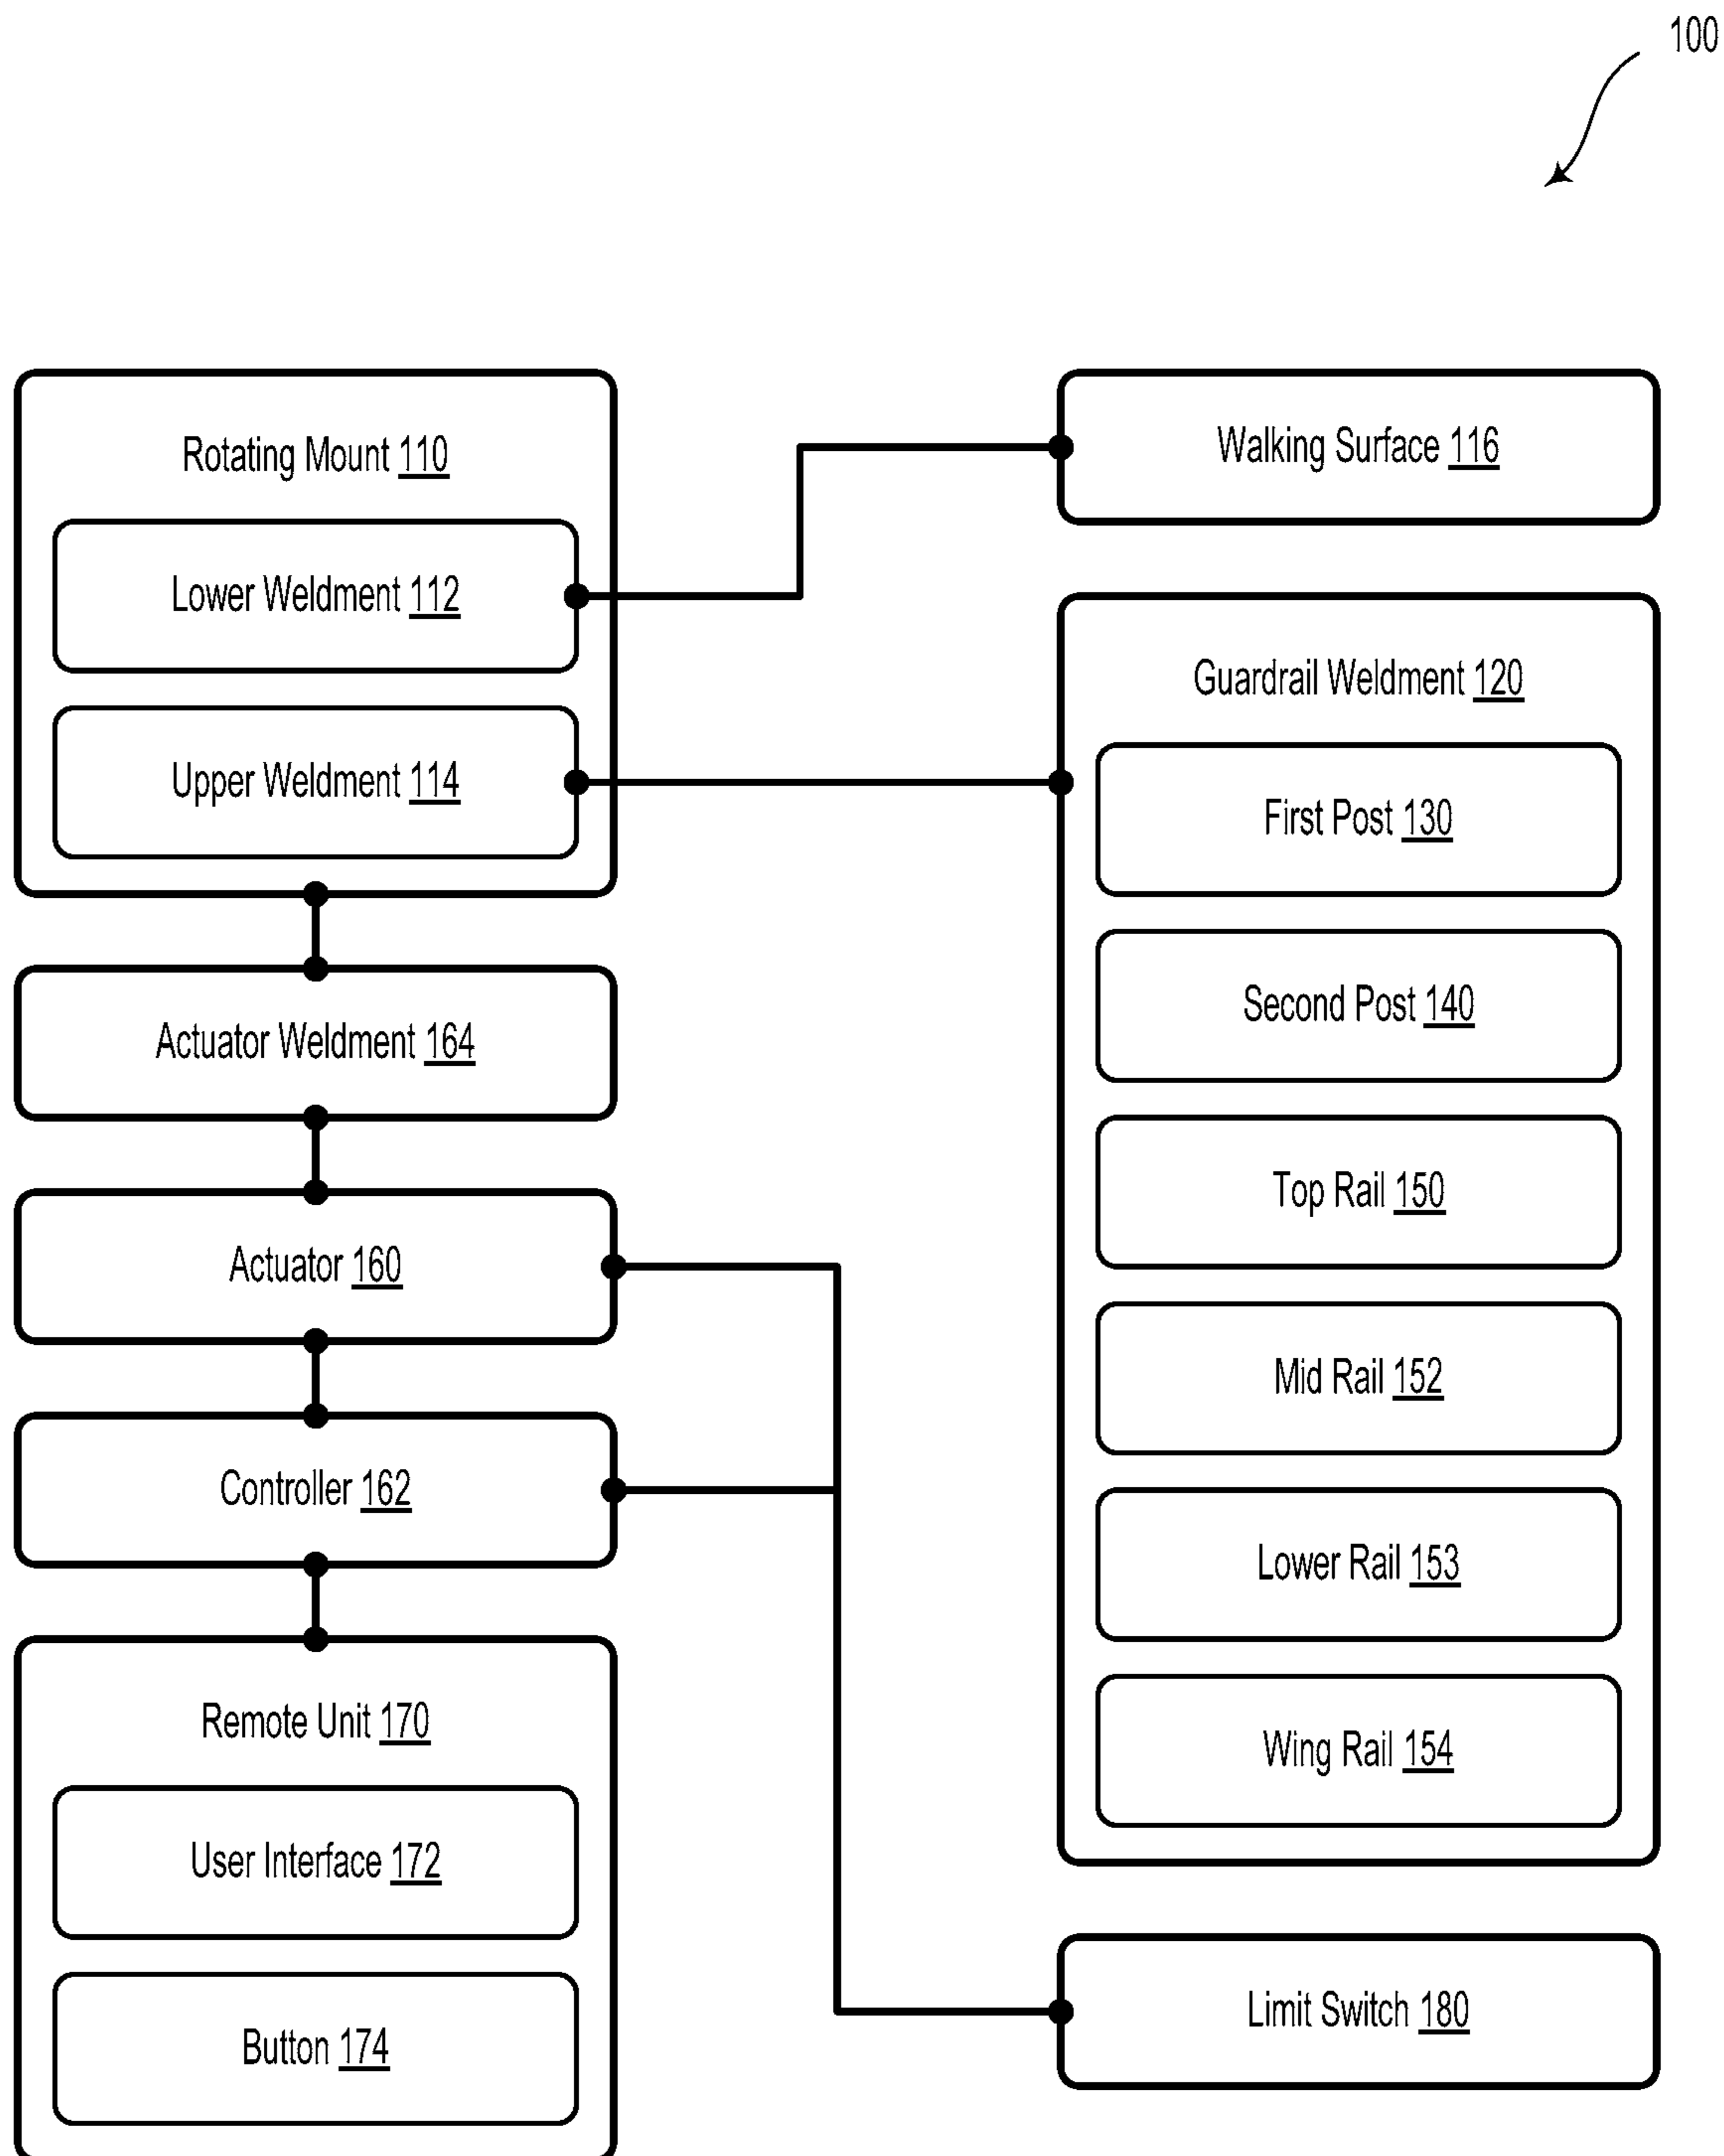 100
Rotating Mount 110
Lower Weldment 112
Upper Weldment 114
Actuator Weldment 164
Actuator 160
Controller 162
Remote Unit 170
User Interface 172
Button 174
Walking Surface 116
Guardrail Weldment 120
First Post 130
Second Post 140
Top Rail 150
Mid Rail 152
Lower Rail 153
Wing Rail 154
Limit Switch 180